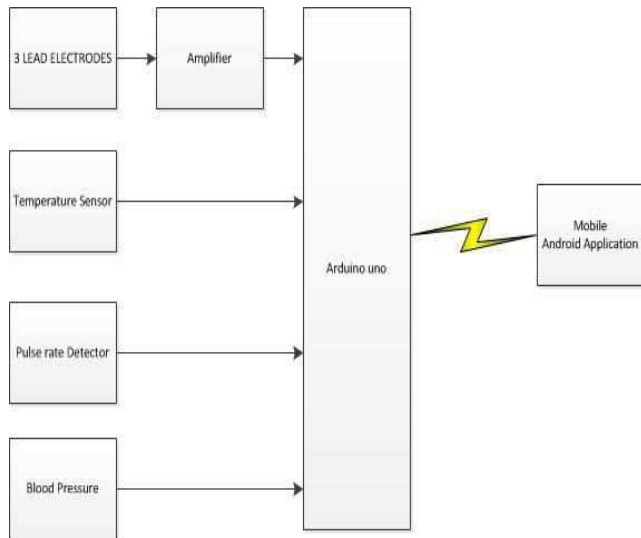 3 LEAD ELECTRODES
Amplifier
Temperature Sensor
Arduino uno
Mobile
Android Application
Pulse rate Detector
Blood Pressure